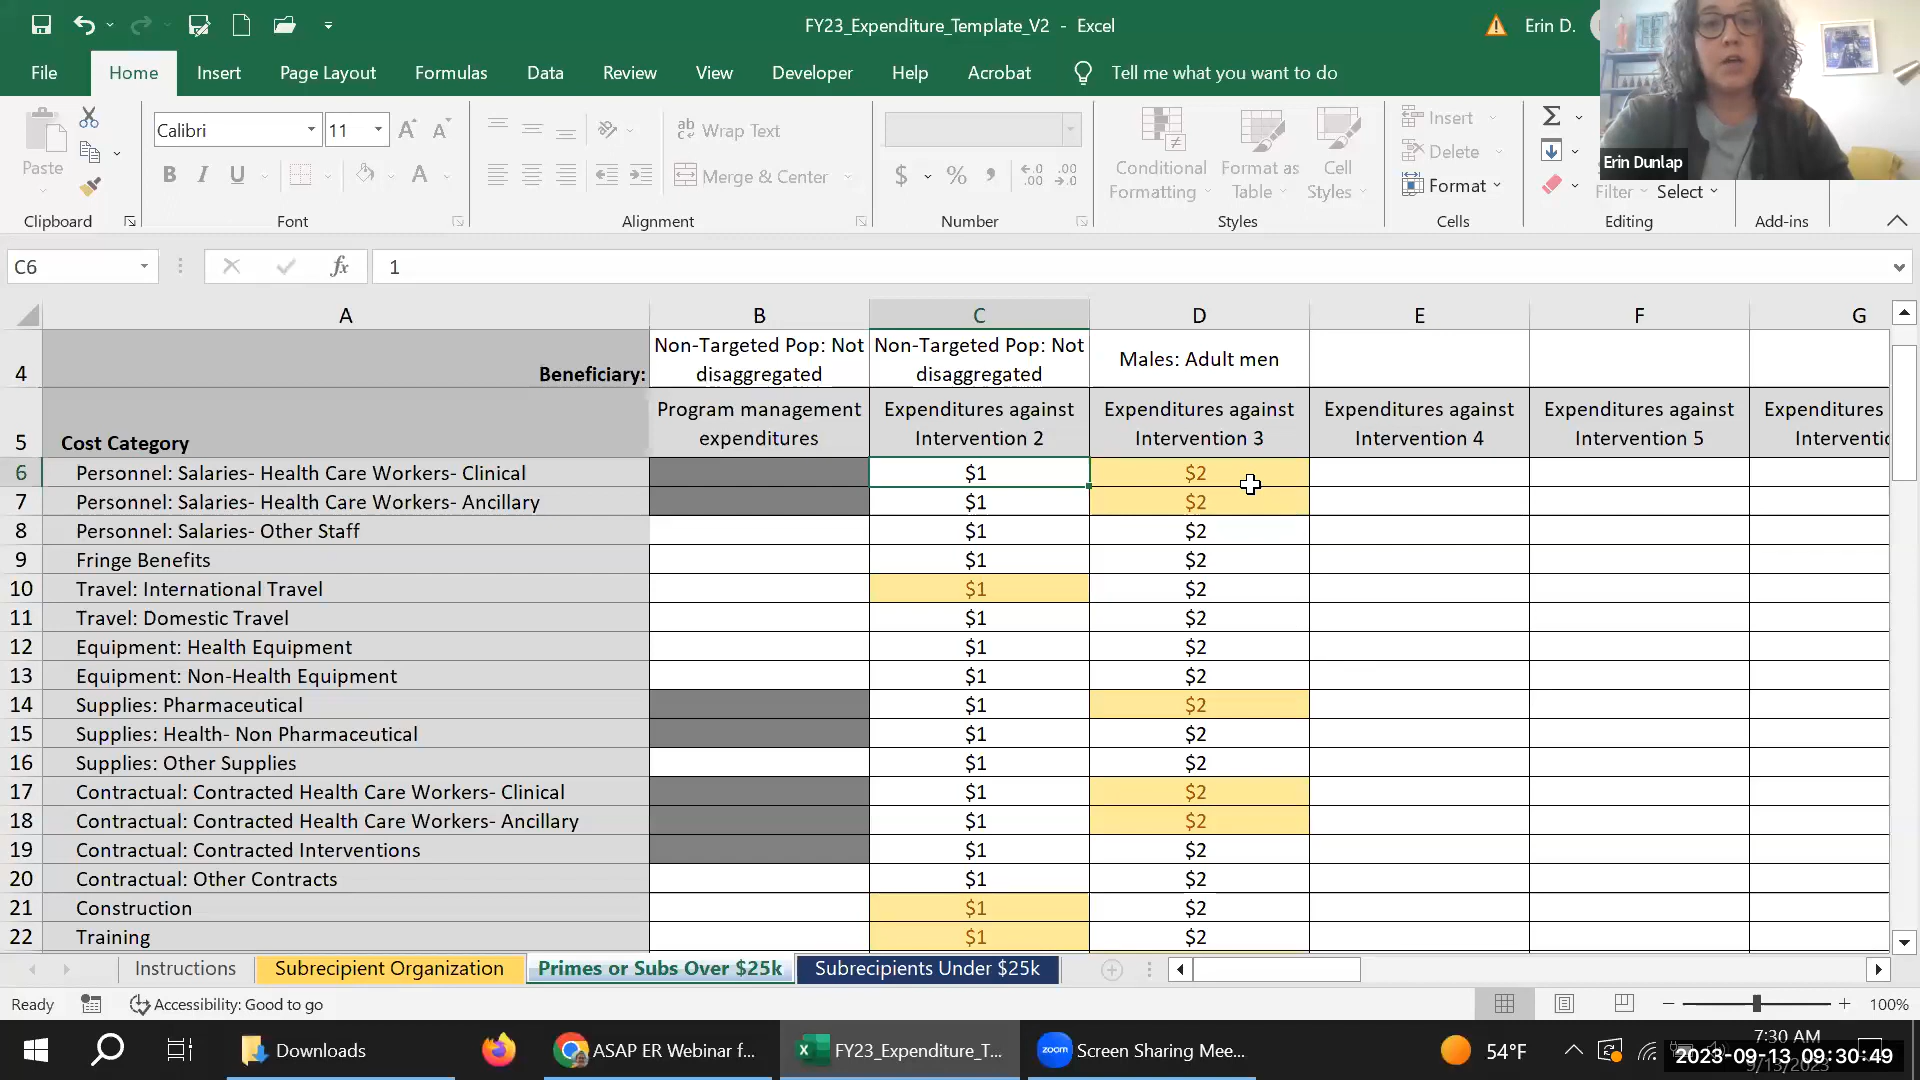 FY23_Expenditure_Template_V2 - Excel
Erin D.
File Home Insert Page Layout Formulas Data Review View Developer Help Acrobat Tell me what you want to do
Erin Dunlap
Paste
Calibri 11
B I U
Wrap Text
Merge & Center
$ % ,
Conditional Formatting
Format as Table
Cell Styles
Insert
Delete
Format
Filter Select
Clipboard Font Alignment Number Styles Cells Editing Add-ins
C6 fx 1
A B C D E F G
4 Beneficiary: Non-Targeted Pop: Not disaggregated Non-Targeted Pop: Not disaggregated Males: Adult men
5 Cost Category Program management expenditures Expenditures against Intervention 2 Expenditures against Intervention 3 Expenditures against Intervention 4 Expenditures against Intervention 5 Expenditures
6 Personnel: Salaries- Health Care Workers- Clinical $1 $2
7 Personnel: Salaries- Health Care Workers- Ancillary $1 $2
8 Personnel: Salaries- Other Staff $1 $2
9 Fringe Benefits $1 $2
10 Travel: International Travel $1 $2
11 Travel: Domestic Travel $1 $2
12 Equipment: Health Equipment $1 $2
13 Equipment: Non-Health Equipment $1 $2
14 Supplies: Pharmaceutical $1 $2
15 Supplies: Health- Non Pharmaceutical $1 $2
16 Supplies: Other Supplies $1 $2
17 Contractual: Contracted Health Care Workers- Clinical $1 $2
18 Contractual: Contracted Health Care Workers- Ancillary $1 $2
19 Contractual: Contracted Interventions $1 $2
20 Contractual: Other Contracts $1 $2
21 Construction $1 $2
22 Training $1 $2
Instructions Subrecipient Organization Primes or Subs Over $25k Subrecipients Under $25k
Ready Accessibility: Good to go 100%
Downloads ASAP ER Webinar f... FY23_Expenditure_T... zoom Screen Sharing Mee... 54°F 7:30 AM
2023-09-13 09:30:49